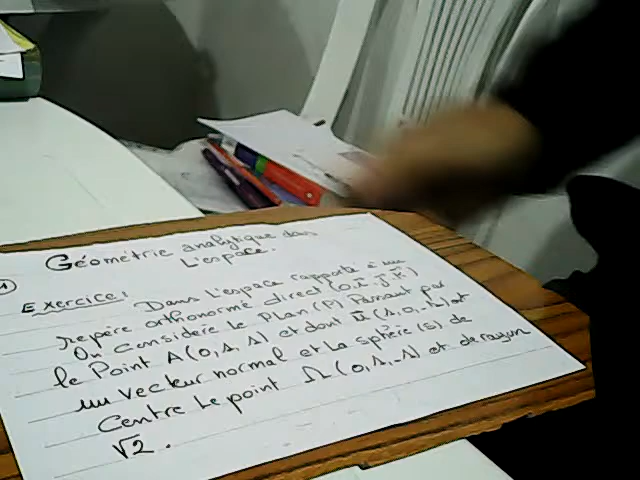 1
Géometrie analytique dans
L'espace.
Exercice 1
Dans L'espace rapporté à un
repère orthonormé direct (O, i, j, k)
On considère le Plan (P) Passant par
le Point A(0,1,1) et dont u(1,0,-1) est
un vecteur normal et la sphère (S) de
Centre Le point Ω(0,1,-1) et de rayon
√2.